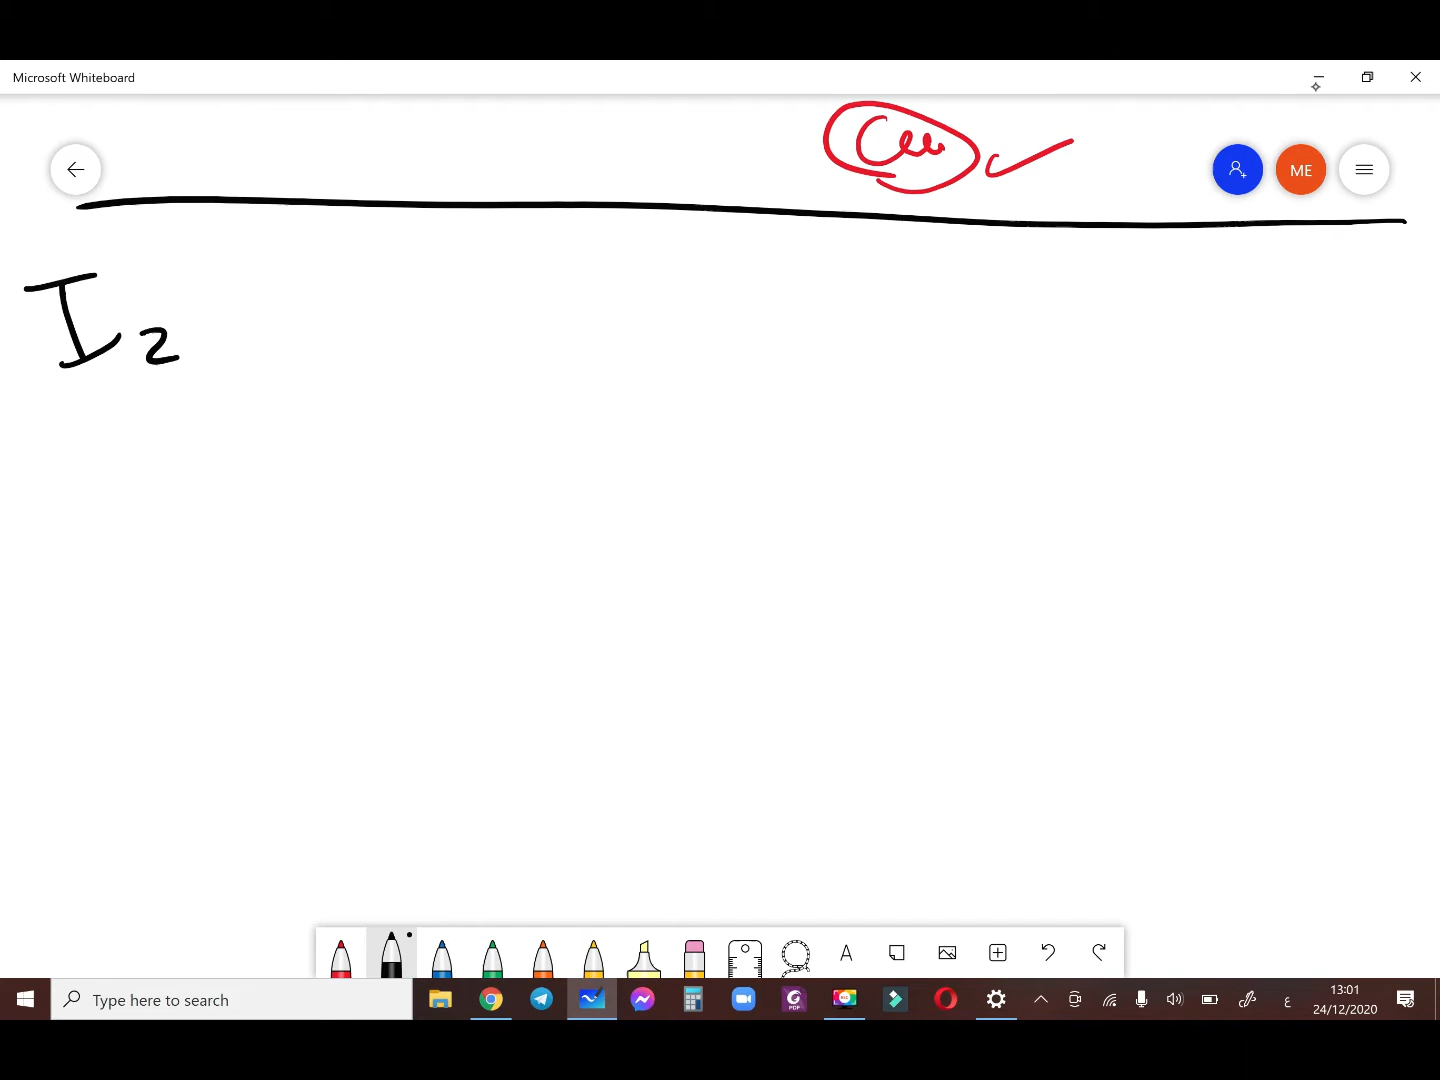 Microsoft Whiteboard
ME
I₂
A
Type here to search
ع
13:01
24/12/2020